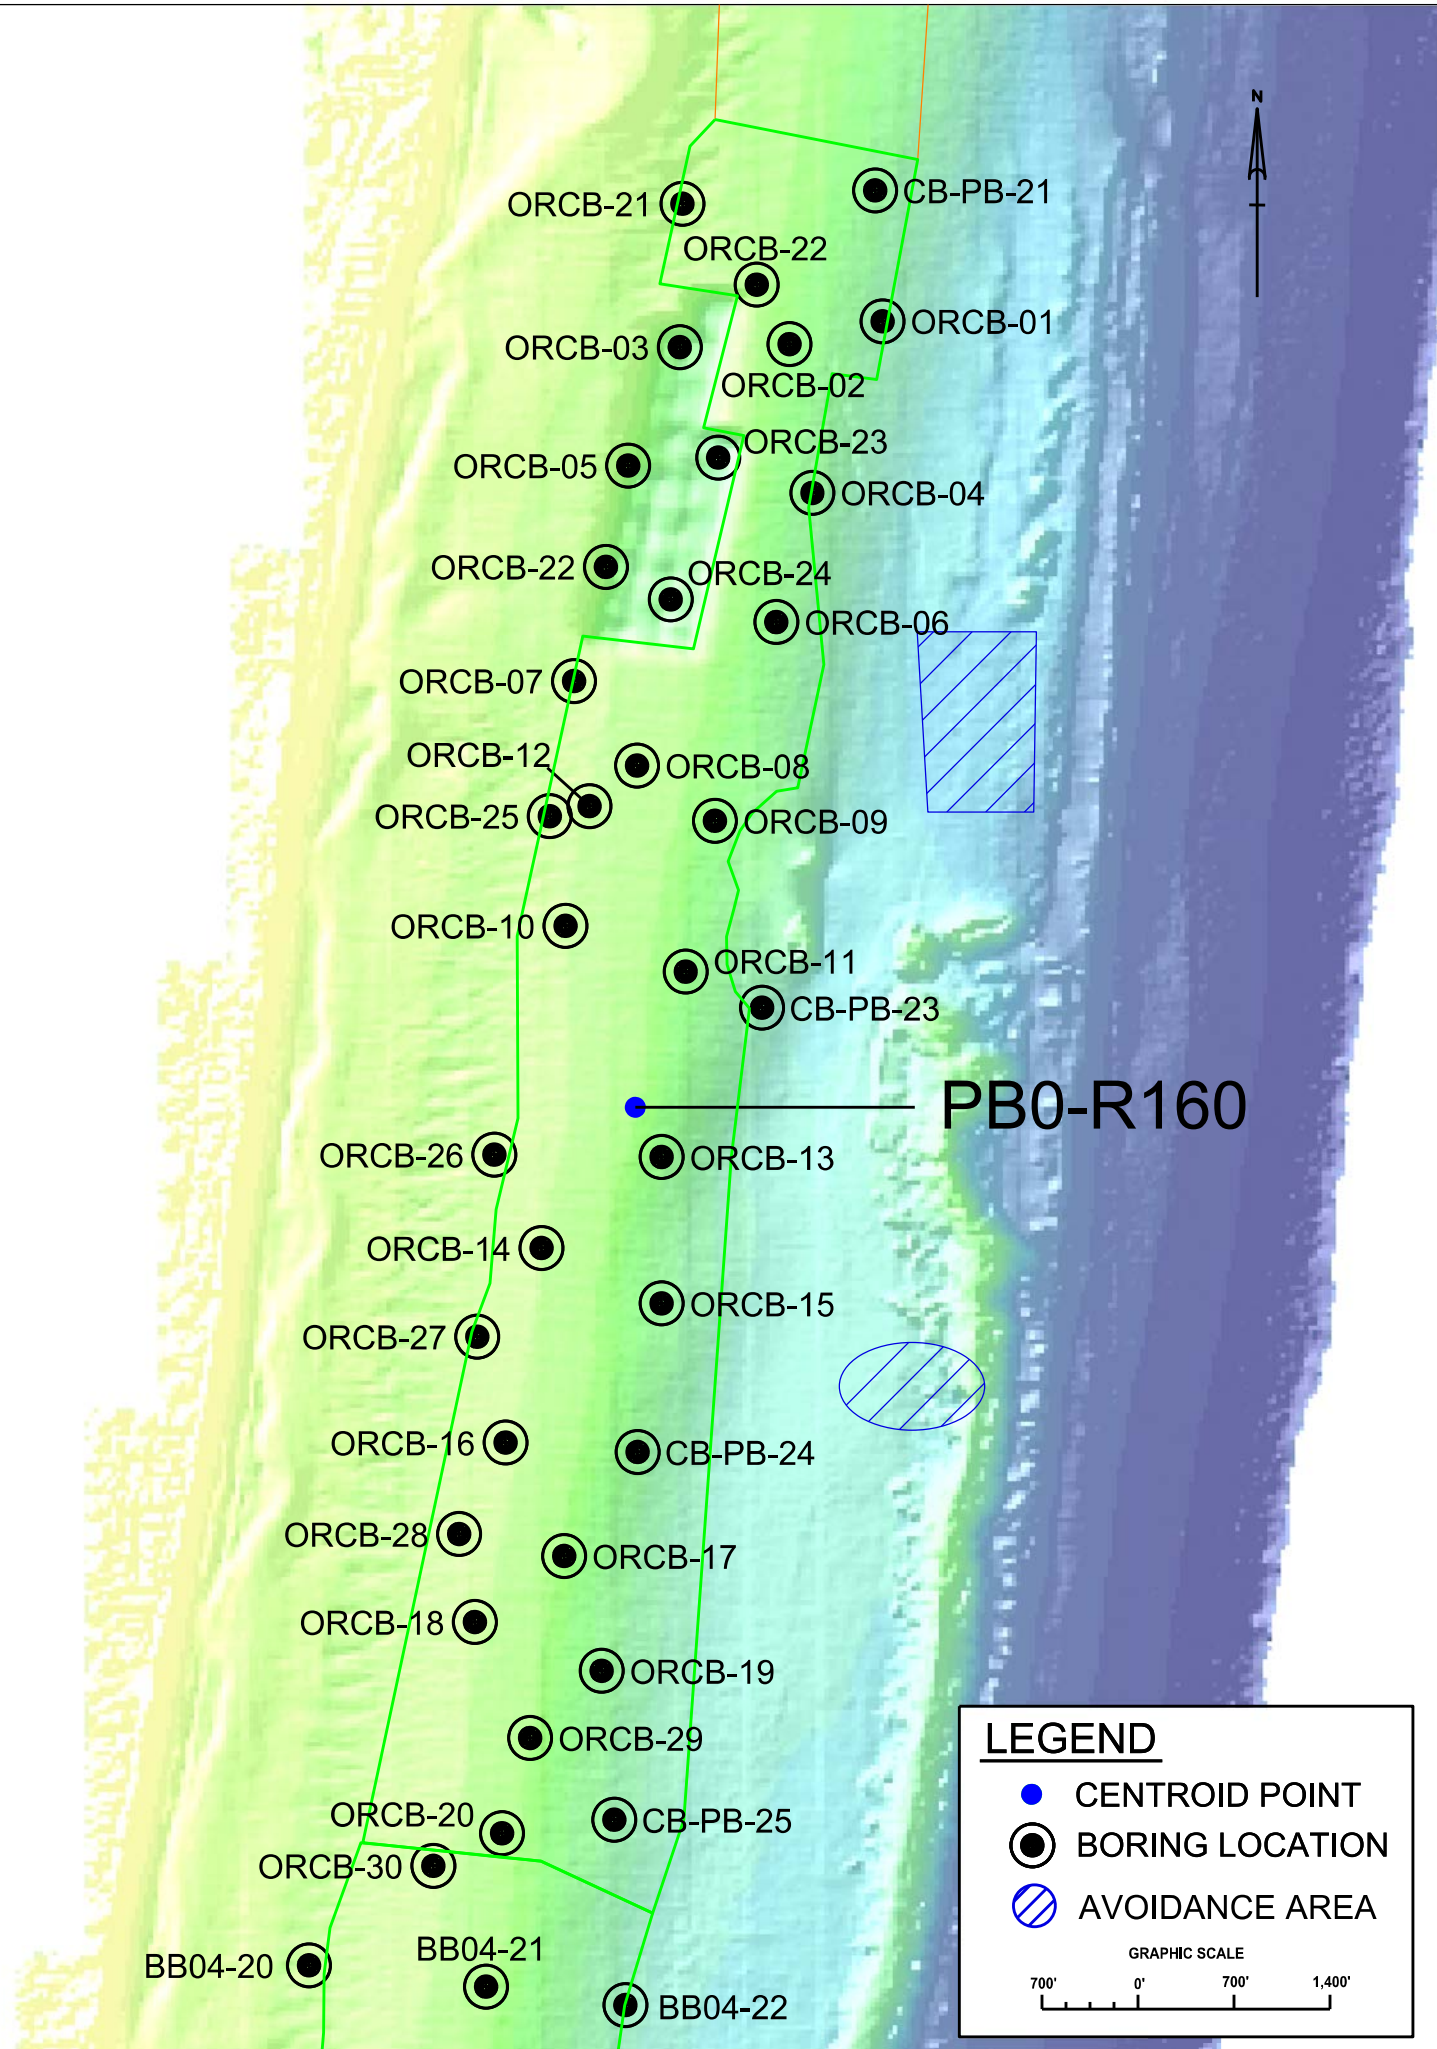 N
CB-PB-21
ORCB-21
ORCB-22
ORCB-01
ORCB-03
ORCB-02
ORCB-23
ORCB-05
ORCB-04
ORCB-22
ORCB-24
ORCB-06
ORCB-07
ORCB-12
ORCB-08
ORCB-25
ORCB-09
ORCB-10
ORCB-11
CB-PB-23
PB0-R160
ORCB-26
ORCB-13
ORCB-14
ORCB-15
ORCB-27
ORCB-16
CB-PB-24
ORCB-28
ORCB-17
ORCB-18
ORCB-19
ORCB-29
ORCB-20
CB-PB-25
ORCB-30
BB04-21
BB04-20
BB04-22
LEGEND
CENTROID POINT
BORING LOCATION
AVOIDANCE AREA
GRAPHIC SCALE
700' 0' 700' 1,400'